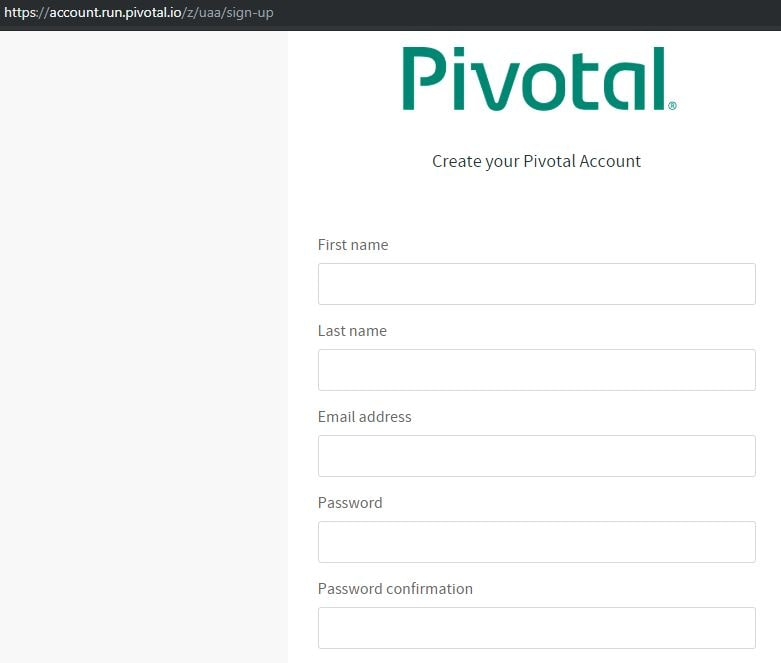 https://account.run.pivotal.io/z/uaa/sign-up
Pivotal®
Create your Pivotal Account
First name
Last name
Email address
Password
Password confirmation